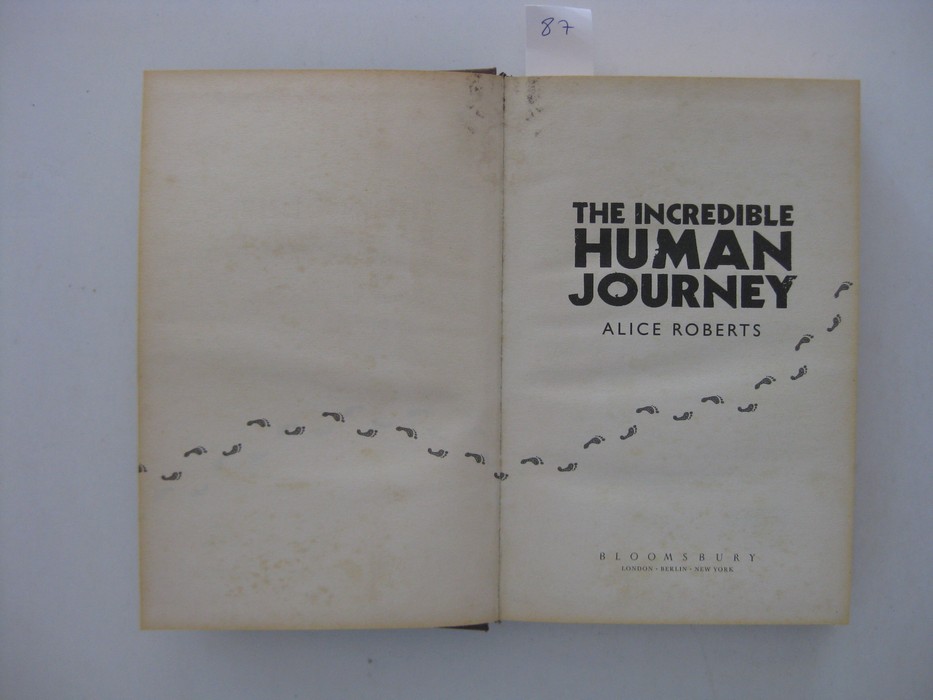 87
THE INCREDIBLE
HUMAN
JOURNEY
ALICE ROBERTS
BLOOMSBURY
LONDON · BERLIN · NEW YORK